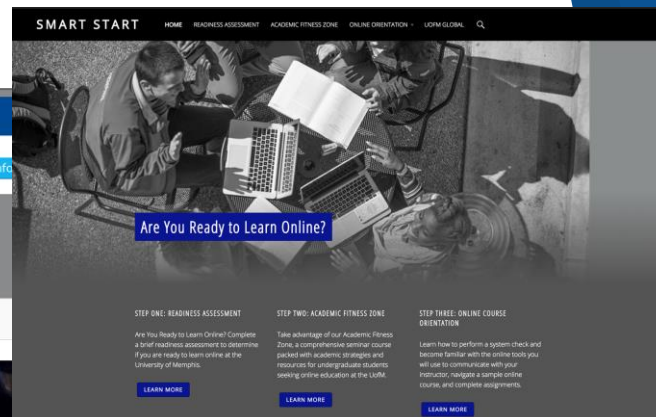 SMART START
HOME READINESS ASSESSMENT ACADEMIC FITNESS ZONE ONLINE ORIENTATION UOFM GLOBAL
Are You Ready to Learn Online?
STEP ONE: READINESS ASSESSMENT
Are You Ready to Learn Online? Complete
a brief readiness assessment to determine
if you are ready to learn online at the
University of Memphis.
LEARN MORE
STEP TWO: ACADEMIC FITNESS ZONE
Take advantage of our Academic Fitness
Zone, a comprehensive seminar course
packed with academic strategies and
resources for undergraduate students
seeking online education at the UofM.
LEARN MORE
STEP THREE: ONLINE COURSE
ORIENTATION
Learn how to perform a system check and
become familiar with the online tools you
will use to communicate with your
instructor, navigate a sample online
course, and complete assignments.
LEARN MORE